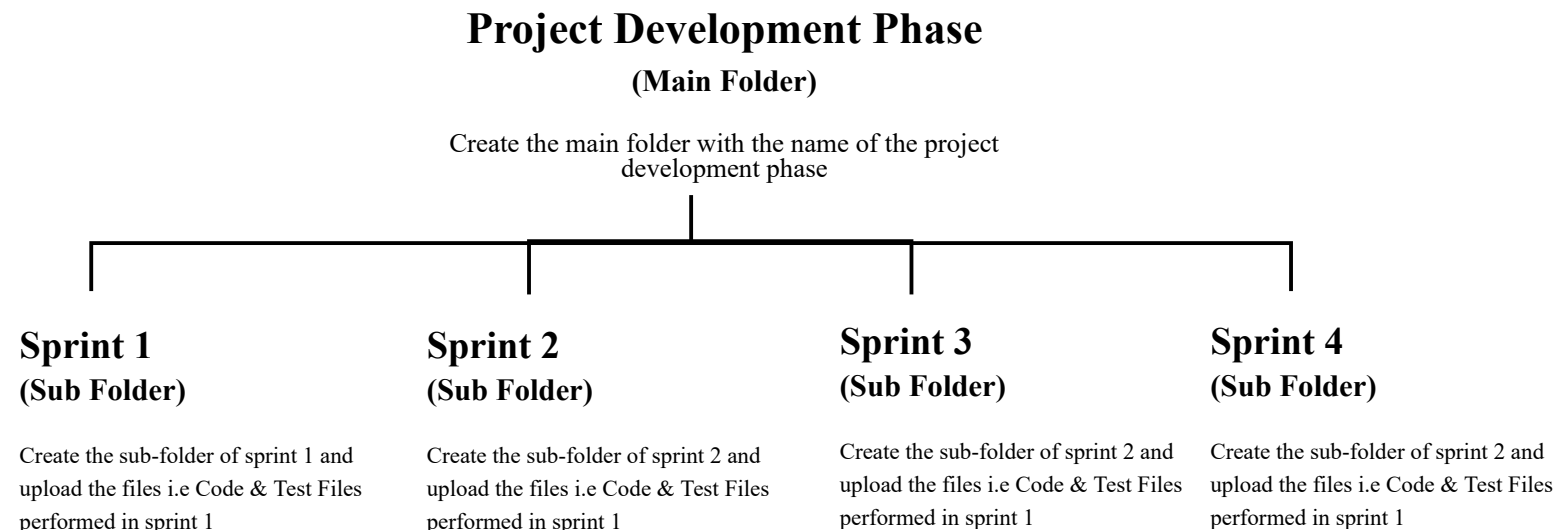 Project Development Phase
(Main Folder)
Create the main folder with the name of the project
development phase
Sprint 1
(Sub Folder)
Create the sub-folder of sprint 1 and
upload the files i.e Code & Test Files
performed in sprint 1
Sprint 2
(Sub Folder)
Create the sub-folder of sprint 2 and
upload the files i.e Code & Test Files
performed in sprint 1
Sprint 3
(Sub Folder)
Create the sub-folder of sprint 2 and
upload the files i.e Code & Test Files
performed in sprint 1
Sprint 4
(Sub Folder)
Create the sub-folder of sprint 2 and
upload the files i.e Code & Test Files
performed in sprint 1